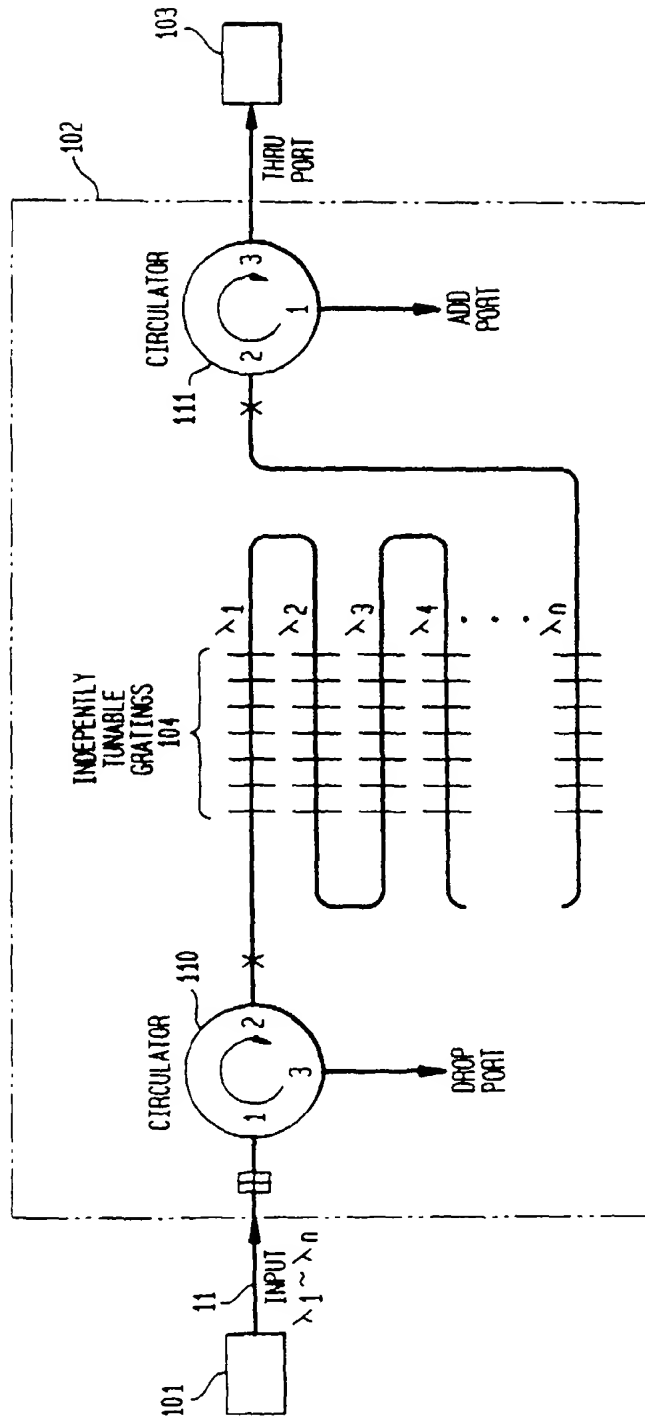 101
11
INPUT
λ1 ~ λn
102
CIRCULATOR
110
1
2
3
DROP
PORT
INDEPENTLY
TUNABLE
GRATINGS
104
λ1
λ2
λ3
λ4
. . .
λn
CIRCULATOR
111
2
3
1
ADD
PORT
THRU
PORT
103